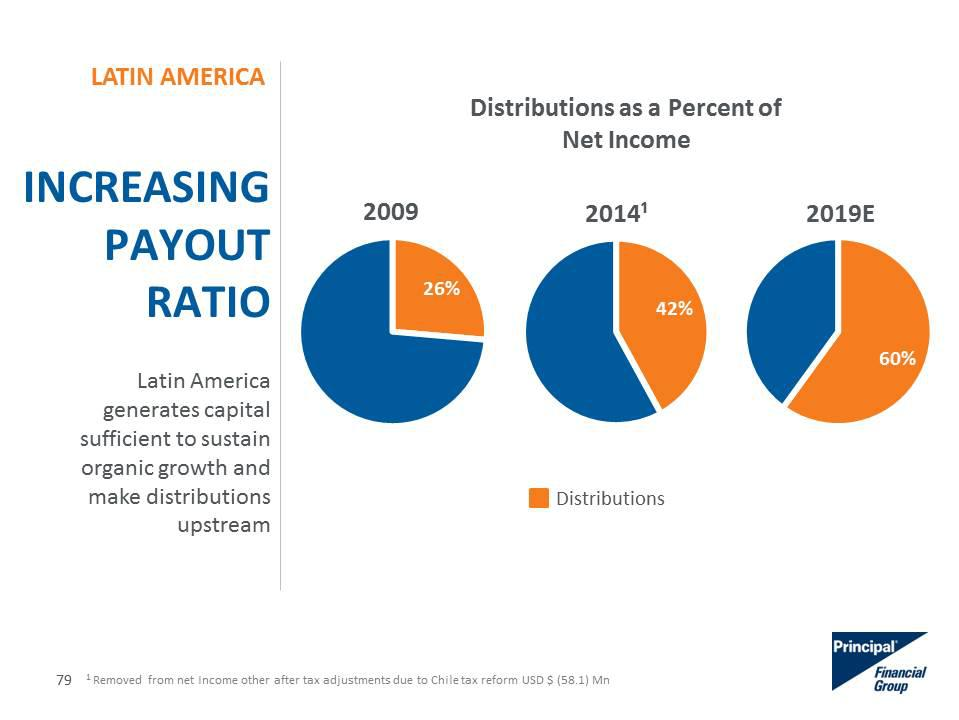 LATIN AMERICA
INCREASING
PAYOUT
RATIO
Latin America
generates capital
sufficient to sustain
organic growth and
make distributions
upstream
Distributions as a Percent of
Net Income
2009
2014¹
2019E
26%
42%
60%
Distributions
79
¹ Removed from net Income other after tax adjustments due to Chile tax reform USD $ (58.1) Mn
Principal®
Financial
Group